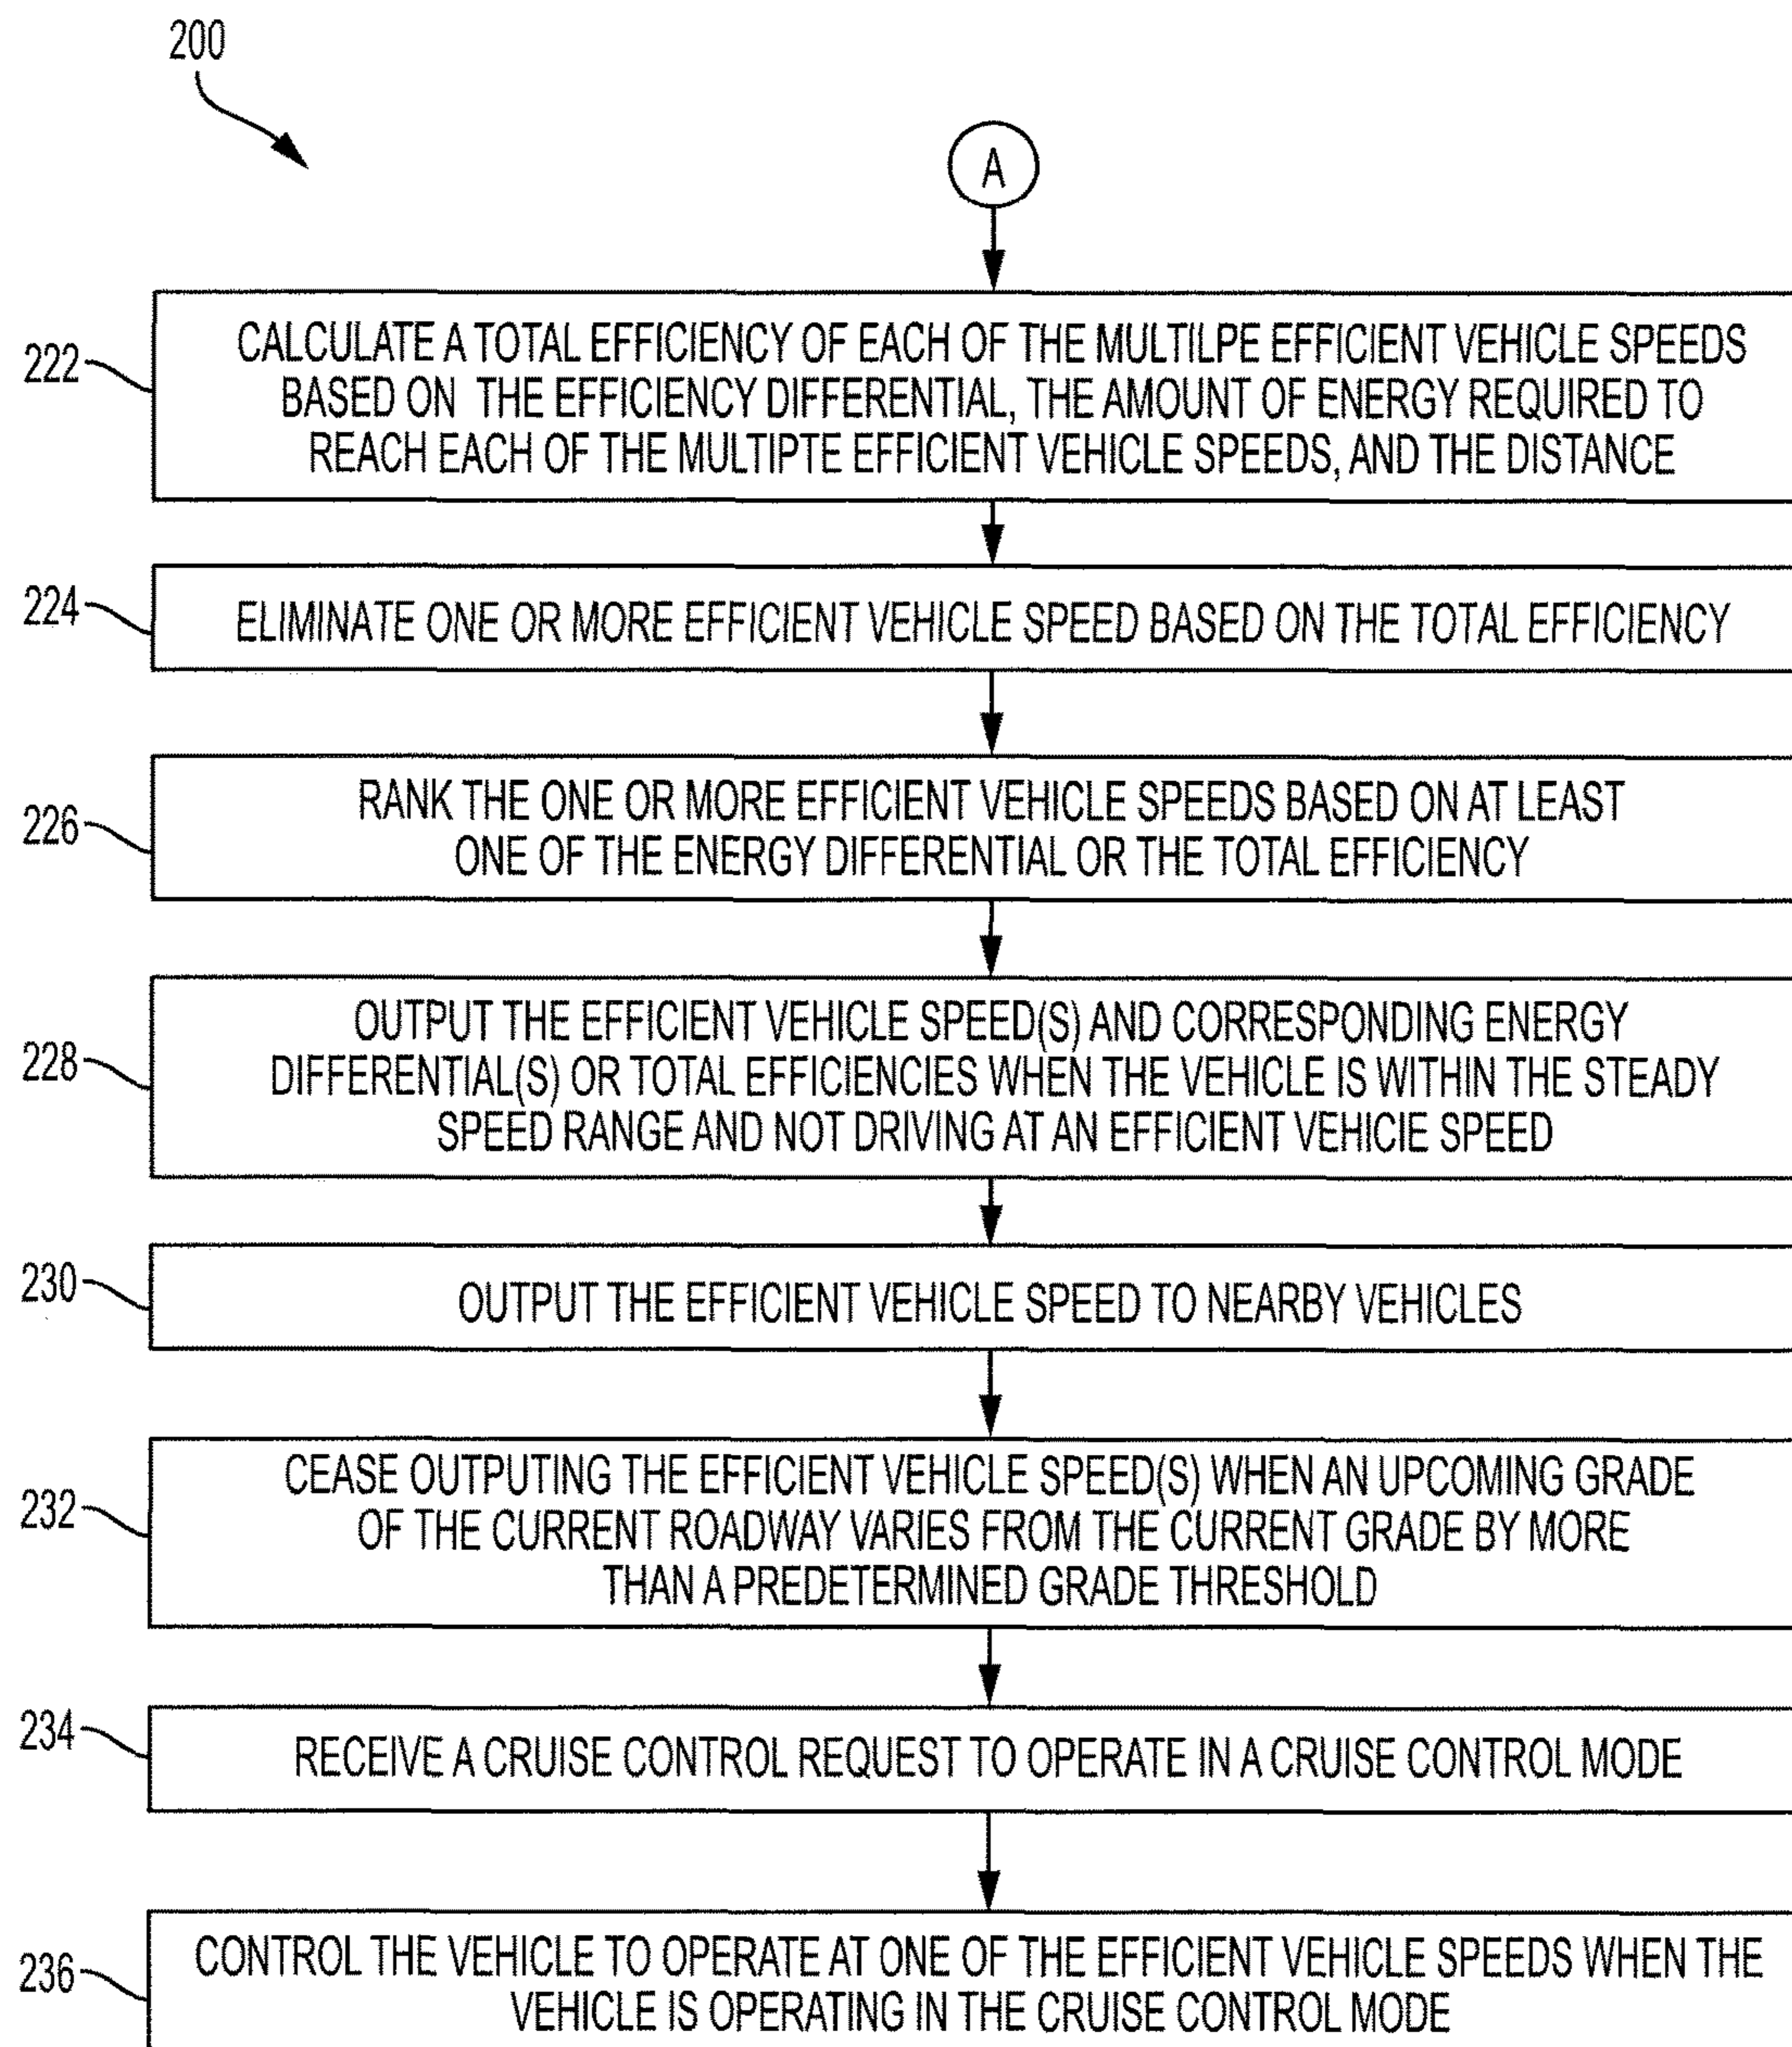 200
A
222
CALCULATE A TOTAL EFFICIENCY OF EACH OF THE MULTILPE EFFICIENT VEHICLE SPEEDS
BASED ON THE EFFICIENCY DIFFERENTIAL, THE AMOUNT OF ENERGY REQUIRED TO
REACH EACH OF THE MULTIPTE EFFICIENT VEHICLE SPEEDS, AND THE DISTANCE
224
ELIMINATE ONE OR MORE EFFICIENT VEHICLE SPEED BASED ON THE TOTAL EFFICIENCY
226
RANK THE ONE OR MORE EFFICIENT VEHICLE SPEEDS BASED ON AT LEAST
ONE OF THE ENERGY DIFFERENTIAL OR THE TOTAL EFFICIENCY
228
OUTPUT THE EFFICIENT VEHICLE SPEED(S) AND CORRESPONDING ENERGY
DIFFERENTIAL(S) OR TOTAL EFFICIENCIES WHEN THE VEHICLE IS WITHIN THE STEADY
SPEED RANGE AND NOT DRIVING AT AN EFFICIENT VEHICIE SPEED
230
OUTPUT THE EFFICIENT VEHICLE SPEED TO NEARBY VEHICLES
232
CEASE OUTPUTING THE EFFICIENT VEHICLE SPEED(S) WHEN AN UPCOMING GRADE
OF THE CURRENT ROADWAY VARIES FROM THE CURRENT GRADE BY MORE
THAN A PREDETERMINED GRADE THRESHOLD
234
RECEIVE A CRUISE CONTROL REQUEST TO OPERATE IN A CRUISE CONTROL MODE
236
CONTROL THE VEHICLE TO OPERATE AT ONE OF THE EFFICIENT VEHICLE SPEEDS WHEN THE
VEHICLE IS OPERATING IN THE CRUISE CONTROL MODE